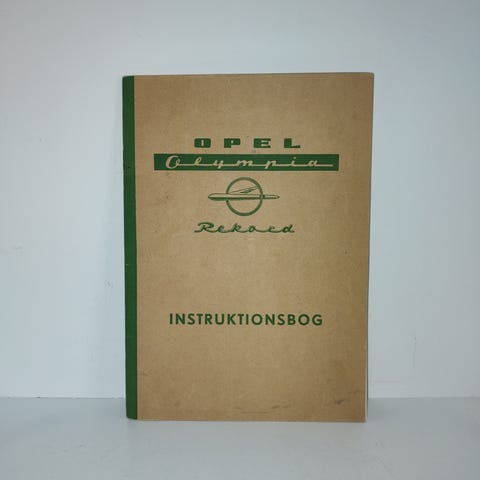 OPEL
Olympia
Rekord
INSTRUKTIONSBOG